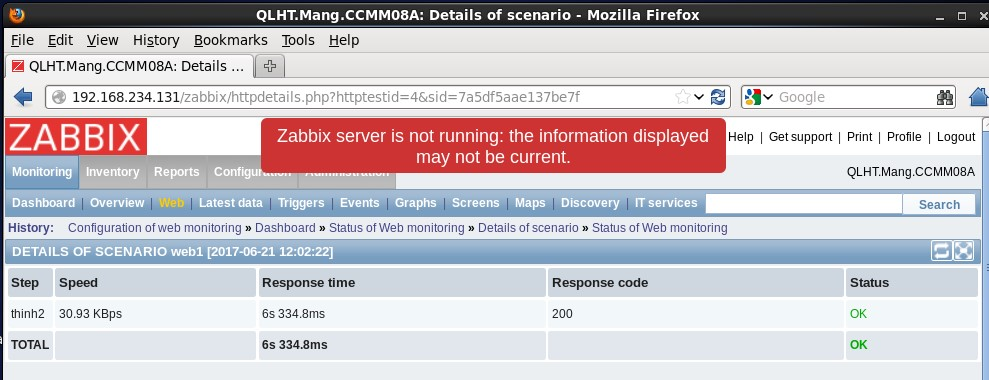 QLHT.Mang.CCMM08A: Details of scenario - Mozilla Firefox
File Edit View History Bookmarks Tools Help
QLHT.Mang.CCMM08A: Details ...
192.168.234.131/zabbix/httpdetails.php?httptestid=4&sid=7a5df5aae137be7f Google
ZABBIX
Zabbix server is not running: the information displayed
may not be current.
Help | Get support | Print | Profile | Logout
Monitoring Inventory Reports Configuration Administration QLHT.Mang.CCMM08A
Dashboard | Overview | Web | Latest data | Triggers | Events | Graphs | Screens | Maps | Discovery | IT services Search
History: Configuration of web monitoring » Dashboard » Status of Web monitoring » Details of scenario » Status of Web monitoring
DETAILS OF SCENARIO web1 [2017-06-21 12:02:22]
Step Speed Response time Response code Status
thinh2 30.93 KBps 6s 334.8ms 200 OK
TOTAL 6s 334.8ms OK